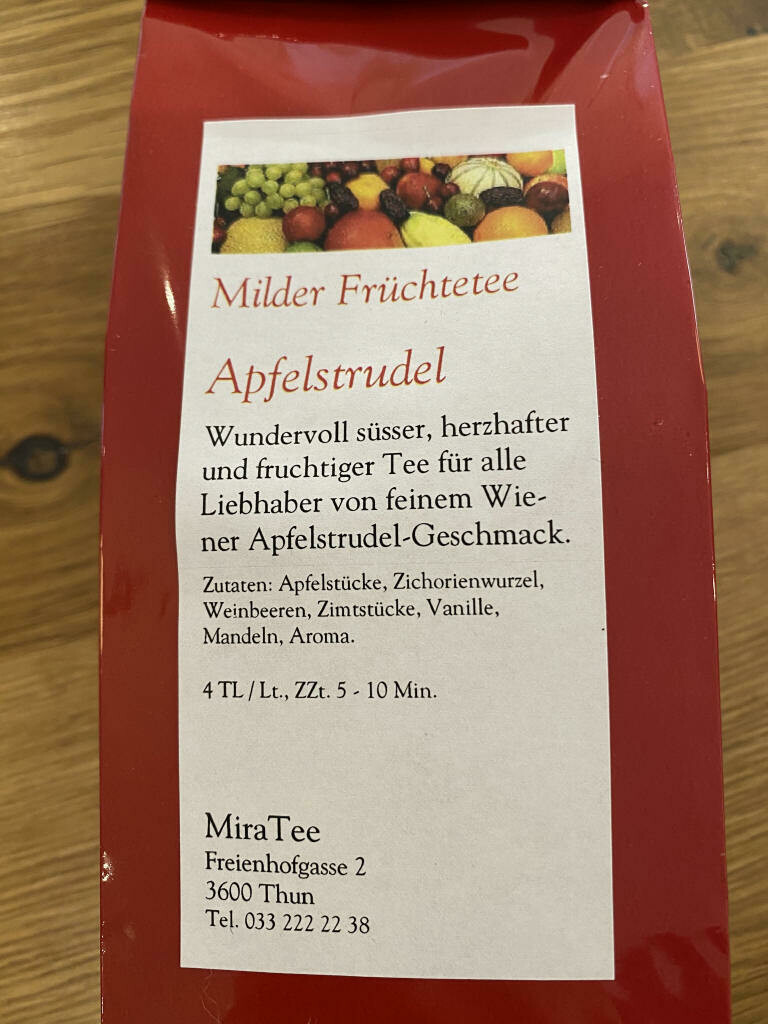 Milder Früchtetee
Apfelstrudel
Wundervoll süsser, herzhafter
und fruchtiger Tee für alle
Liebhaber von feinem Wie-
ner Apfelstrudel-Geschmack.
Zutaten: Apfelstücke, Zichorienwurzel,
Weinbeeren, Zimtstücke, Vanille,
Mandeln, Aroma.
4 TL / Lt., ZZt. 5 - 10 Min.
MiraTee
Freienhofgasse 2
3600 Thun
Tel. 033 222 22 38